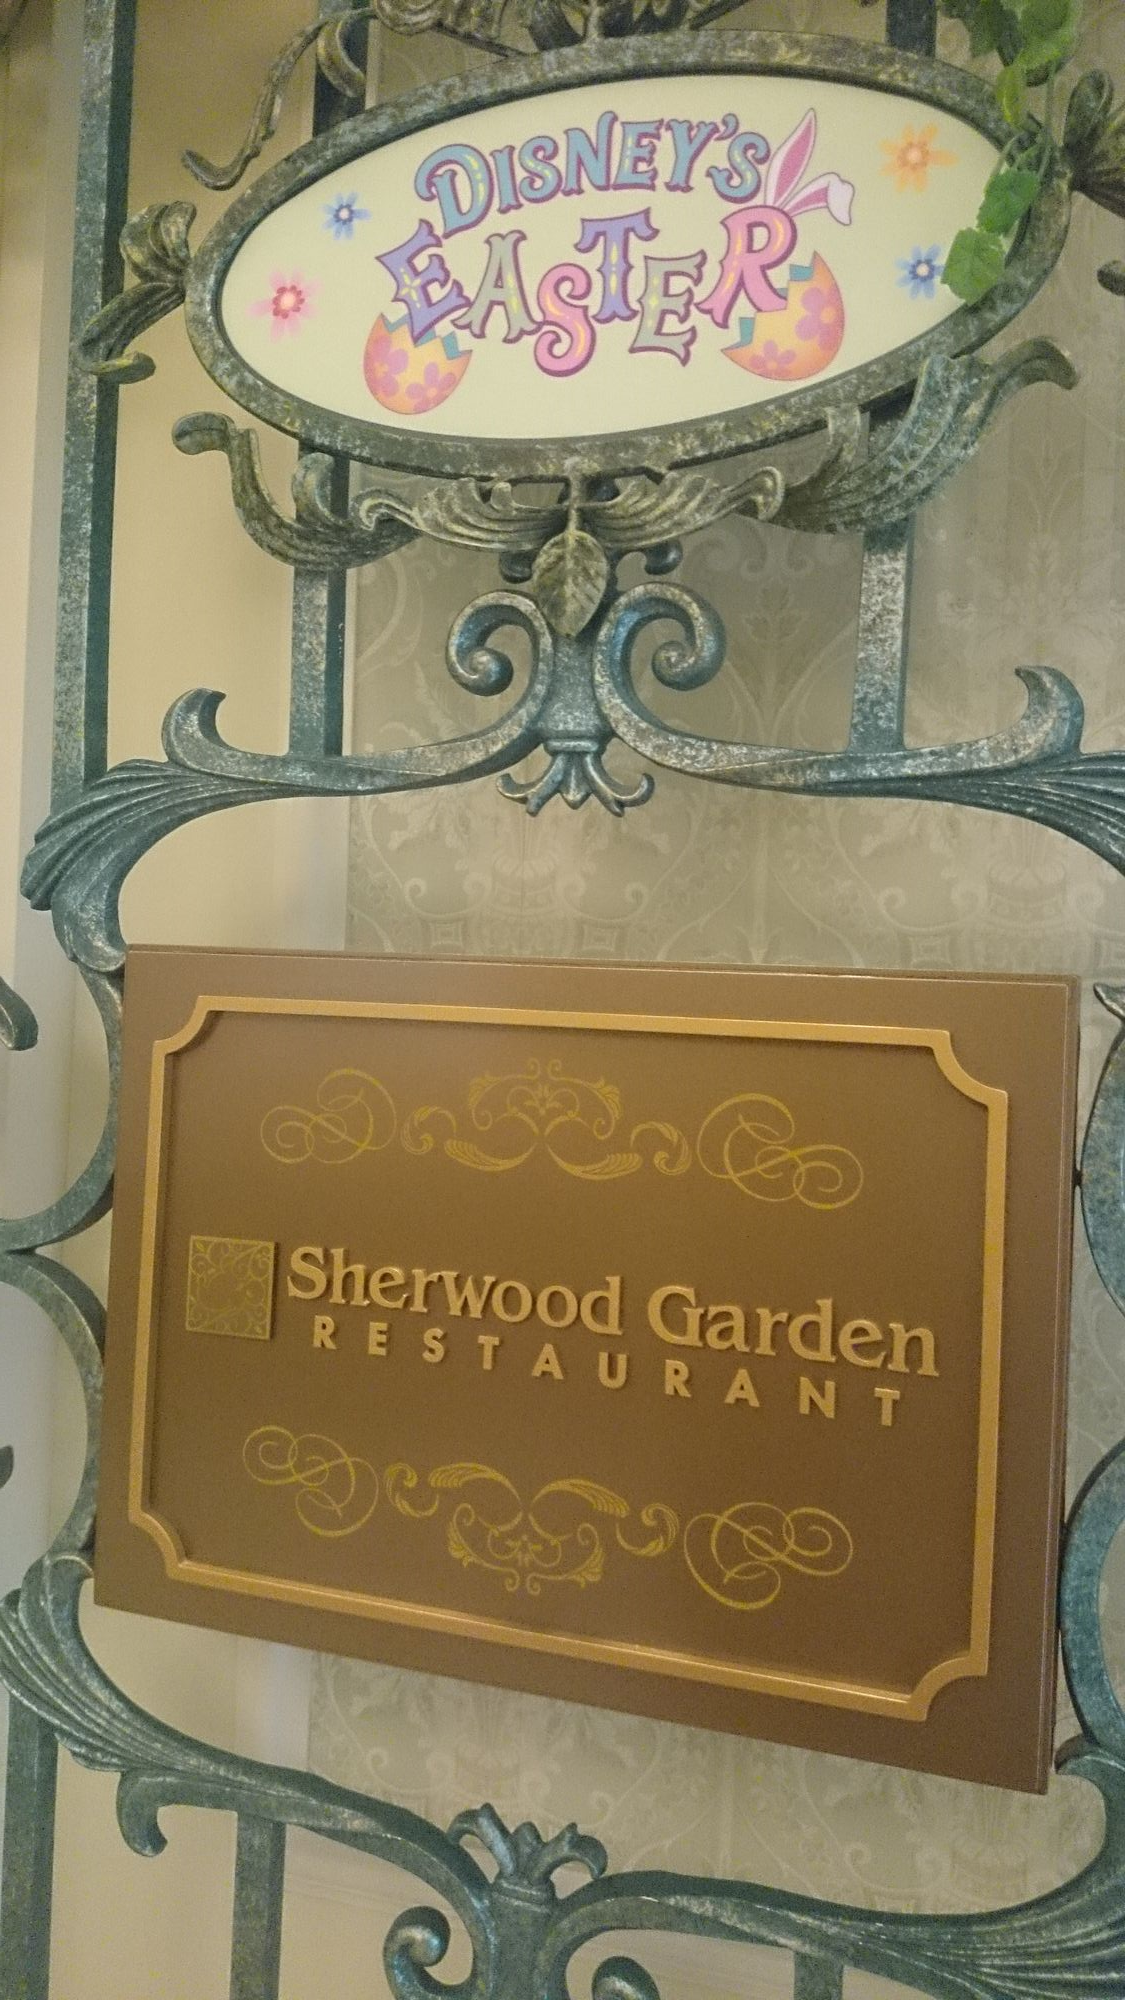 DISNEY'S
EASTER
Sherwood Garden
RESTAURANT